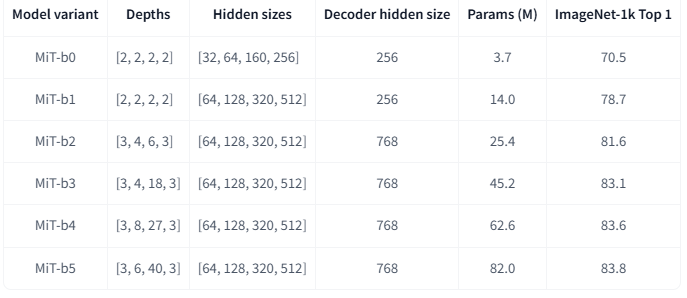 Model variant Depths Hidden sizes Decoder hidden size Params (M) ImageNet-1k Top 1
MiT-b0 [2, 2, 2, 2] [32, 64, 160, 256] 256 3.7 70.5
MiT-b1 [2, 2, 2, 2] [64, 128, 320, 512] 256 14.0 78.7
MiT-b2 [3, 4, 6, 3] [64, 128, 320, 512] 768 25.4 81.6
MiT-b3 [3, 4, 18, 3] [64, 128, 320, 512] 768 45.2 83.1
MiT-b4 [3, 8, 27, 3] [64, 128, 320, 512] 768 62.6 83.6
MiT-b5 [3, 6, 40, 3] [64, 128, 320, 512] 768 82.0 83.8